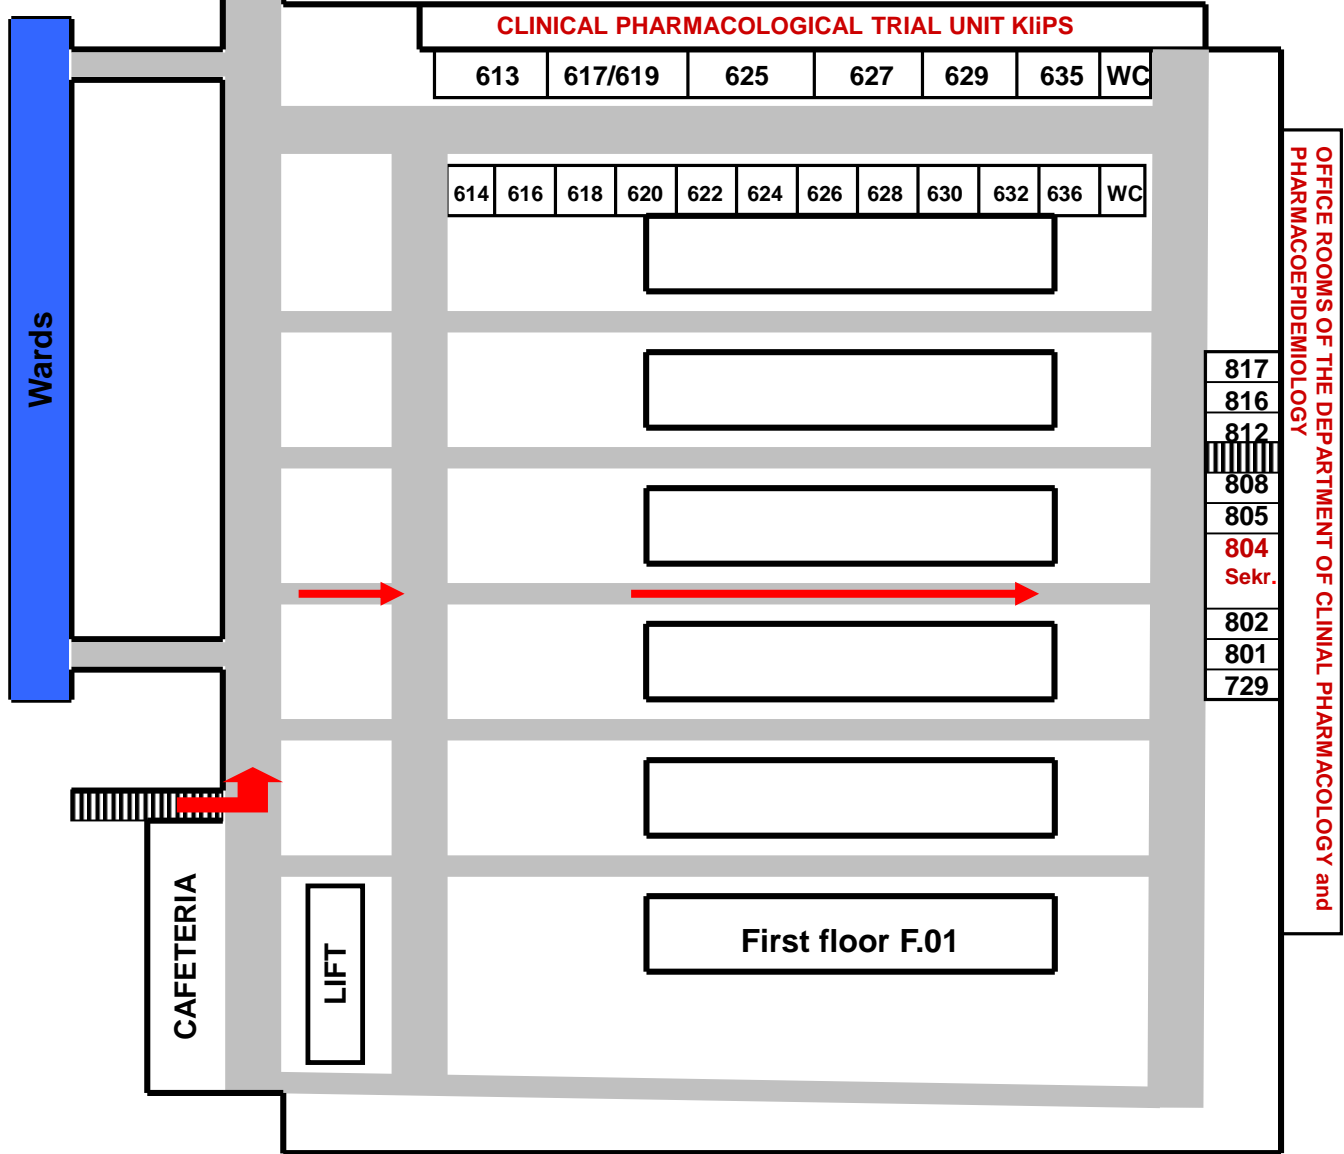 CLINICAL PHARMACOLOGICAL TRIAL UNIT KliPS
613 617/619 625 627 629 635 WC
614 616 618 620 622 624 626 628 630 632 636 WC
OFFICE ROOMS OF THE DEPARTMENT OF CLINIAL PHARMACOLOGY and
PHARMACOEPIDEMIOLOGY
Wards
817
816
812
808
805
804
Sekr.
802
801
729
CAFETERIA
LIFT
First floor F.01